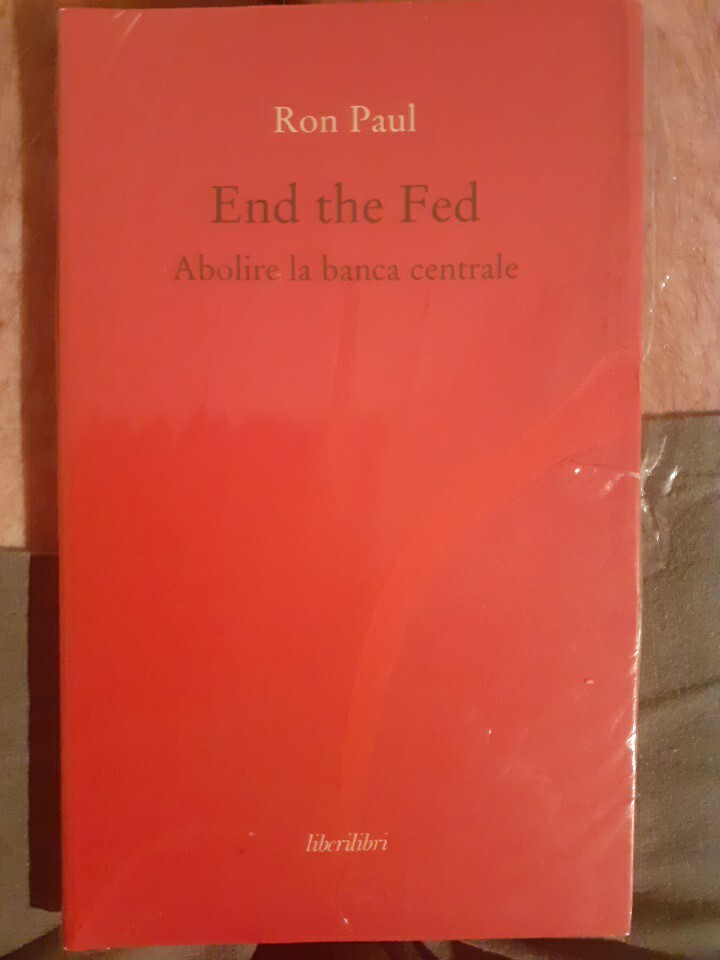 Ron Paul
End the Fed
Abolire la banca centrale
liberilibri